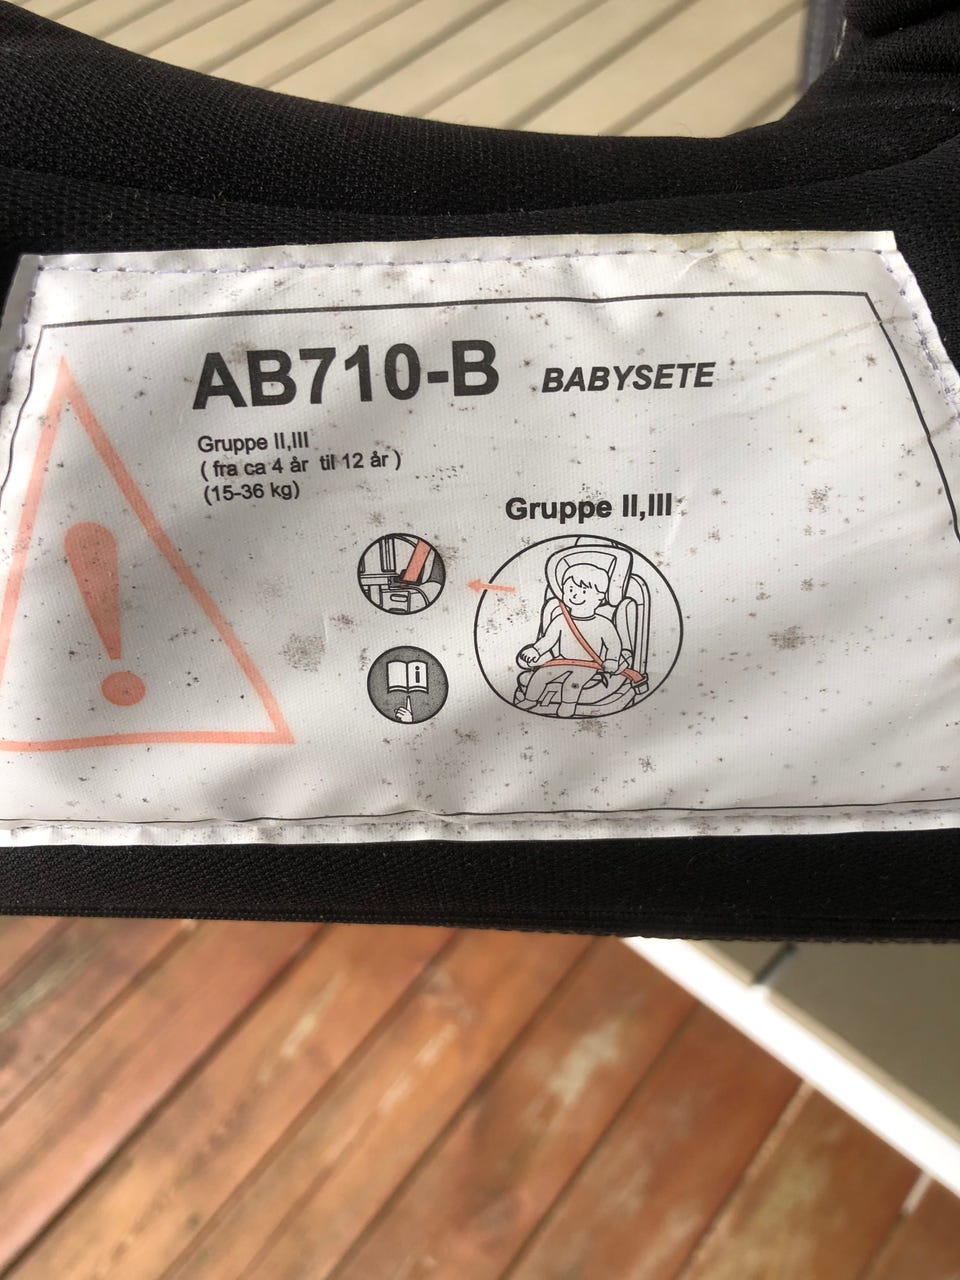 AB710-B BABYSETE
Gruppe II,III
( fra ca 4 år til 12 år )
(15-36 kg)
Gruppe II,III
i